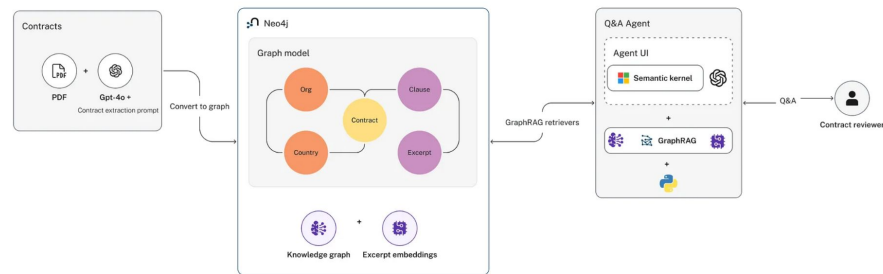 Contracts
PDF
+
PDF
Gpt-4o +
Contract extraction prompt
Convert to graph
Neo4j
Graph model
Org
Clause
Contract
Country
Excerpt
+
Knowledge graph
Excerpt embeddings
GraphRAG retrievers
Q&A Agent
Agent UI
Semantic kernel
+
GraphRAG
+
Q&A
Contract reviewer